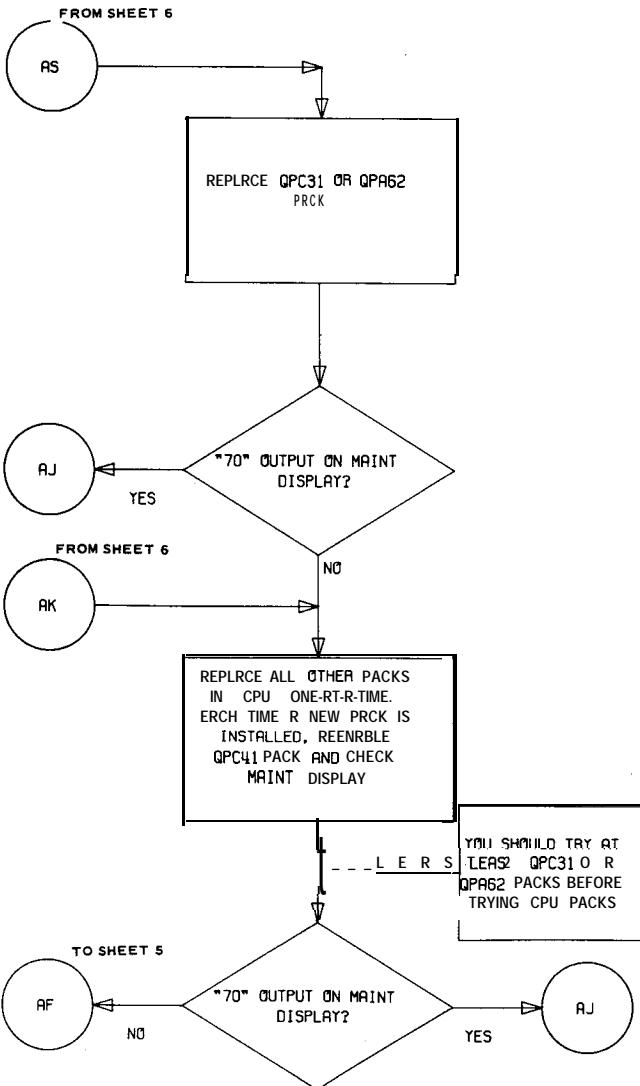 FROM SHEET 6
AS
REPLRCE QPC31 OR QPA62
PRCK
"70" OUTPUT ON MAINT
DISPLAY?
AJ
YES
FROM SHEET 6
NO
AK
REPLRCE ALL OTHER PACKS
IN CPU ONE-RT-R-TIME.
ERCH TIME R NEW PRCK IS
INSTALLED, REENRBLE
QPC41 PACK AND CHECK
MAINT DISPLAY
YOU SHOULD TRY AT
L E R S LEAS2 QPC31 O R
QPA62 PACKS BEFORE
TRYING CPU PACKS
TO SHEET 5
AF
NO
"70" OUTPUT ON MAINT
DISPLAY?
YES
AJ